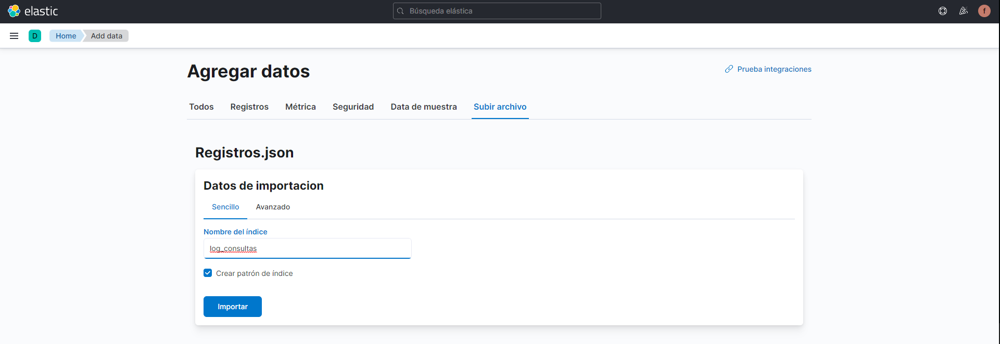 elastic
Búsqueda elástica
f
D
Home
Add data
Agregar datos
Prueba integraciones
Todos
Registros
Métrica
Seguridad
Data de muestra
Subir archivo
Registros.json
Datos de importacion
Sencillo
Avanzado
Nombre del índice
log_consultas
Crear patrón de índice
Importar